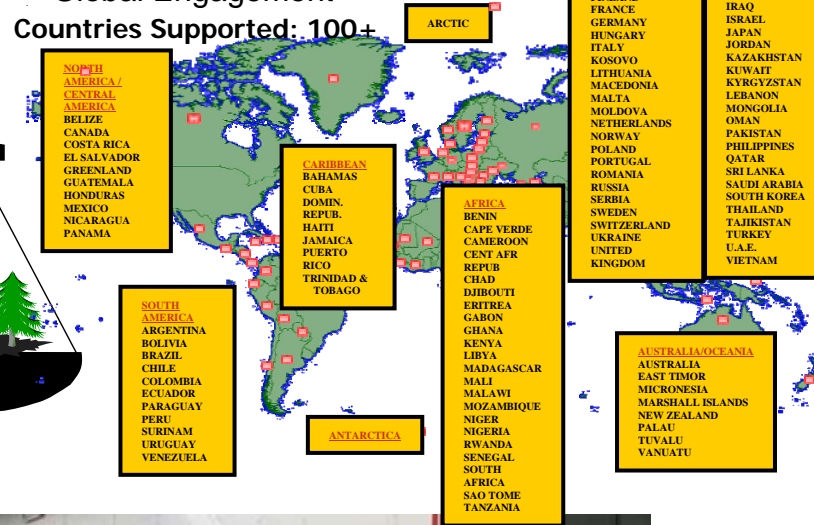 Global Engagement
Countries Supported: 100+
ARCTIC
NORTH
AMERICA /
CENTRAL
AMERICA
BELIZE
CANADA
COSTA RICA
EL SALVADOR
GREENLAND
GUATEMALA
HONDURAS
MEXICO
NICARAGUA
PANAMA
CARIBBEAN
BAHAMAS
CUBA
DOMIN.
REPUB.
HAITI
JAMAICA
PUERTO
RICO
TRINIDAD &
TOBAGO
SOUTH
AMERICA
ARGENTINA
BOLIVIA
BRAZIL
CHILE
COLOMBIA
ECUADOR
PARAGUAY
PERU
SURINAM
URUGUAY
VENEZUELA
ANTARCTICA
AFRICA
BENIN
CAPE VERDE
CAMEROON
CENT AFR
REPUB
CHAD
DJIBOUTI
ERITREA
GABON
GHANA
KENYA
LIBYA
MADAGASCAR
MALI
MALAWI
MOZAMBIQUE
NIGER
NIGERIA
RWANDA
SENEGAL
SOUTH
AFRICA
SAO TOME
TANZANIA
FRANCE
GERMANY
HUNGARY
ITALY
KOSOVO
LITHUANIA
MACEDONIA
MALTA
MOLDOVA
NETHERLANDS
NORWAY
POLAND
PORTUGAL
ROMANIA
RUSSIA
SERBIA
SWEDEN
SWITZERLAND
UKRAINE
UNITED
KINGDOM
IRAQ
ISRAEL
JAPAN
JORDAN
KAZAKHSTAN
KUWAIT
KYRGYZSTAN
LEBANON
MONGOLIA
OMAN
PAKISTAN
PHILIPPINES
QATAR
SRI LANKA
SAUDI ARABIA
SOUTH KOREA
THAILAND
TAJIKISTAN
TURKEY
U.A.E.
VIETNAM
AUSTRALIA/OCEANIA
AUSTRALIA
EAST TIMOR
MICRONESIA
MARSHALL ISLANDS
NEW ZEALAND
PALAU
TUVALU
VANUATU